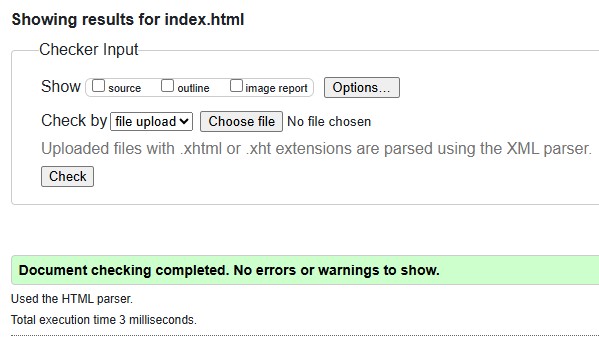 Showing results for index.html
Checker Input
Show source outline image report Options...
Check by file upload Choose file No file chosen
Uploaded files with .xhtml or .xht extensions are parsed using the XML parser.
Check
Document checking completed. No errors or warnings to show.
Used the HTML parser.
Total execution time 3 milliseconds.